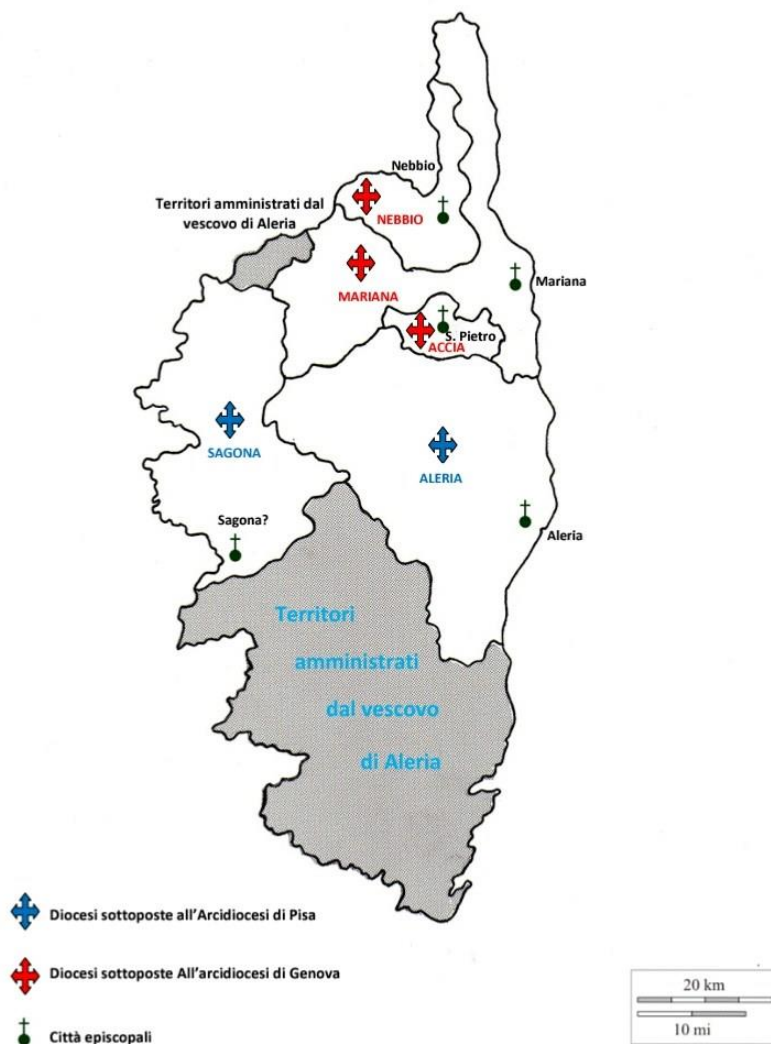 Nebbio
Territori amministrati dal
vescovo di Aleria
NEBBIO
MARIANA
Mariana
S. Pietro
ACCIA
SAGONA
ALERIA
Sagona?
Aleria
Territori
amministrati
dal vescovo
di Aleria
Diocesi sottoposte all'Arcidiocesi di Pisa
Diocesi sottoposte All'arcidiocesi di Genova
Città episcopali
20 km
10 mi